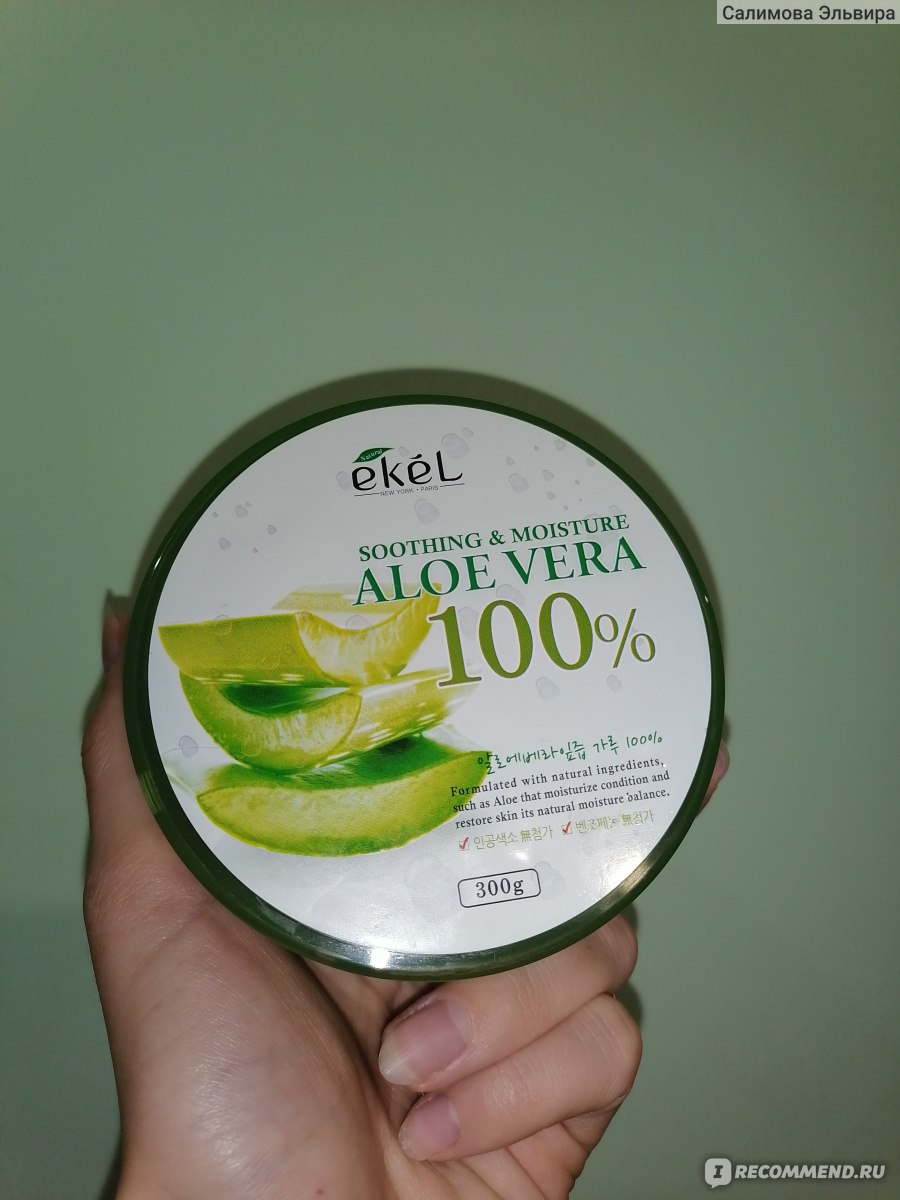 Салимова Эльвира
Natural
ekéL
NEW YORK • PARIS
SOOTHING & MOISTURE
ALOE VERA
100%
알로에베라잎즙 가루 100%
Formulated with natural ingredients,
such as Aloe that moisturize condition and
restore skin its natural moisture balance.
인공색소 無첨가 벤조페논 無첨가
300g
IRECOMMEND.RU